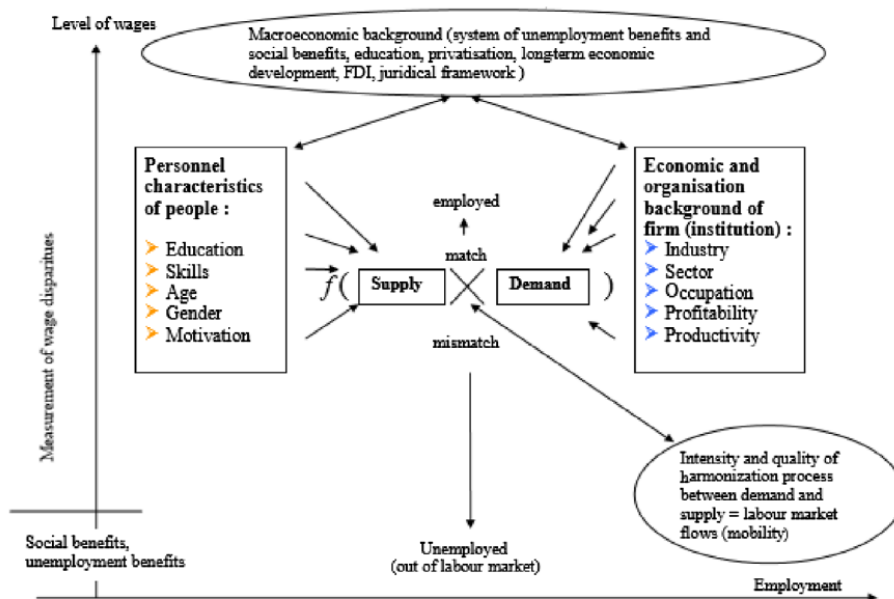 Level of wages
Macroeconomic background (system of unemployment benefits and
social benefits, education, privatisation, long-term economic
development, FDI, juridical framework )
Measurement of wage disparitues
Personnel
characteristics
of people :
Education
Skills
Age
Gender
Motivation
employed
match
f( Supply Demand )
mismatch
Economic and
organisation
background of
firm (institution) :
Industry
Sector
Occupation
Profitability
Productivity
Intensity and quality of
harmonization process
between demand and
supply = labour market
flows (mobility)
Social benefits,
unemployment benefits
Unemployed
(out of labour market)
Employment